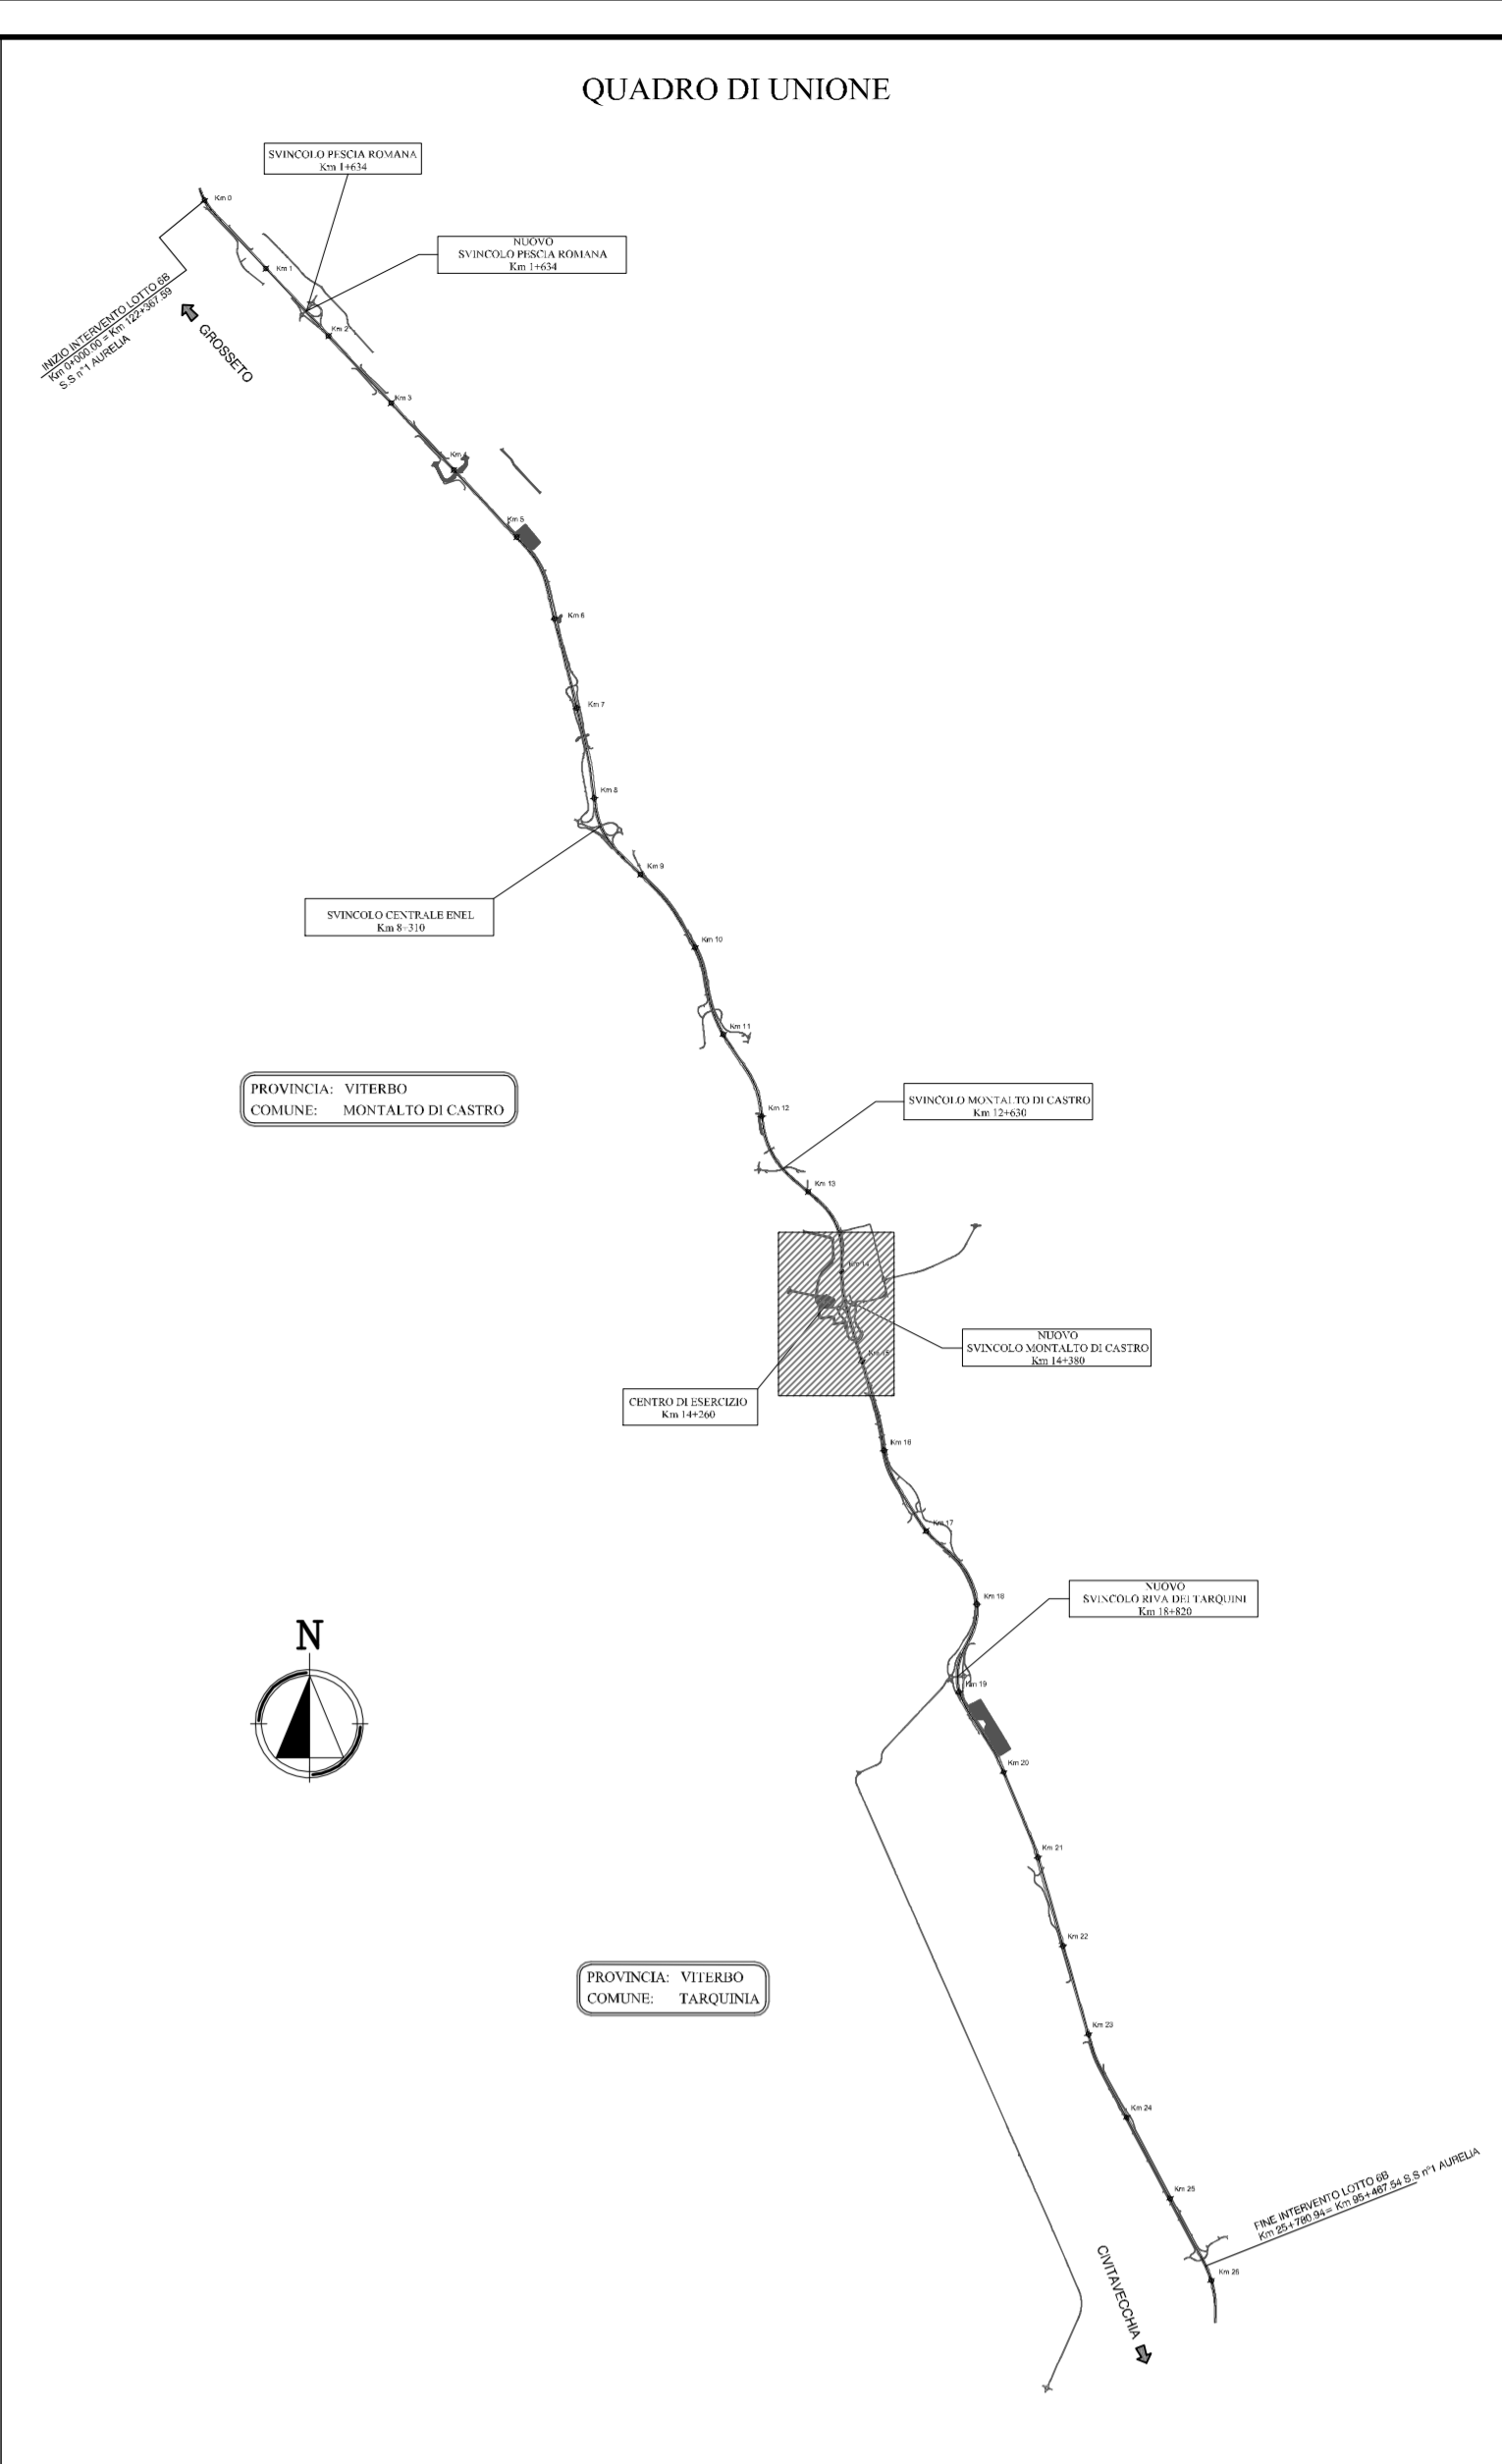 QUADRO DI UNIONE
SVINCOLO PESCIA ROMANA
Km 1+634
Km 0
NUOVO
SVINCOLO PESCIA ROMANA
Km 1+634
Km 1
INIZIO INTERVENTO LOTTO 6B
Km 0+000.00 = Km 122+367.59
S.S n°1 AURELIA
GROSSETO
Km 2
Km 3
Km 4
Km 5
Km 6
Km 7
Km 8
Km 9
SVINCOLO CENTRALE ENEL
Km 8+310
Km 10
Km 11
PROVINCIA: VITERBO
COMUNE: MONTALTO DI CASTRO
SVINCOLO MONTALTO DI CASTRO
Km 12+630
Km 12
Km 13
Km 14
NUOVO
SVINCOLO MONTALTO DI CASTRO
Km 14+380
Km 15
CENTRO DI ESERCIZIO
Km 14+260
Km 16
Km 17
NUOVO
SVINCOLO RIVA DEI TARQUINI
Km 18+820
Km 18
N
Km 19
Km 20
Km 21
Km 22
PROVINCIA: VITERBO
COMUNE: TARQUINIA
Km 23
Km 24
Km 25
FINE INTERVENTO LOTTO 6B
Km 25+780.94= Km 95+467.54 S.S n°1 AURELIA
CIVITAVECCHIA
Km 26